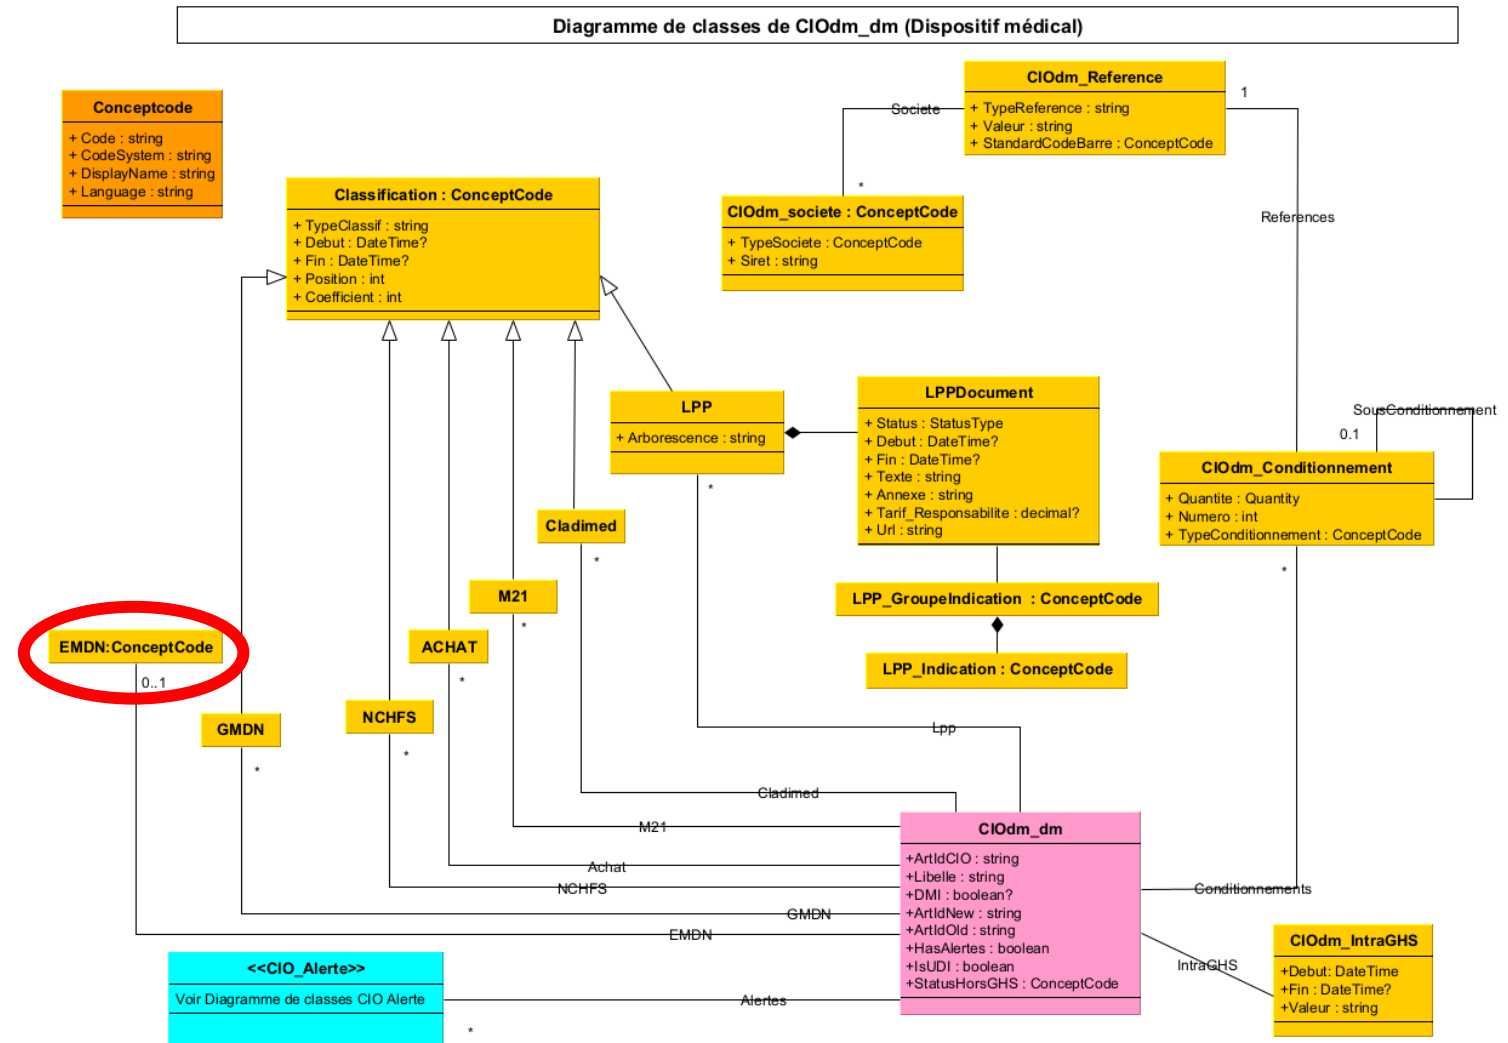 Diagramme de classes de CIOdm_dm (Dispositif médical)
Conceptcode
+ Code : string
+ CodeSystem : string
+ DisplayName : string
+ Language : string
Classification : ConceptCode
+ TypeClassif : string
+ Debut : DateTime?
+ Fin : DateTime?
+ Position : int
+ Coefficient : int
CIOdm_Reference
+ TypeReference : string
+ Valeur : string
+ StandardCodeBarre : ConceptCode
1
Societe
*
CIOdm_societe : ConceptCode
+ TypeSociete : ConceptCode
+ Siret : string
References
LPP
+ Arborescence : string
*
LPPDocument
+ Status : StatusType
+ Debut : DateTime?
+ Fin : DateTime?
+ Texte : string
+ Annexe : string
+ Tarif_Responsabilite : decimal?
+ Url : string
SousConditionnement
0.1
CIOdm_Conditionnement
+ Quantite : Quantity
+ Numero : int
+ TypeConditionnement : ConceptCode
*
Cladimed
*
M21
*
LPP_GroupeIndication : ConceptCode
LPP_Indication : ConceptCode
EMDN:ConceptCode
0..1
ACHAT
*
GMDN
*
NCHFS
*
Lpp
Cladimed
M21
Achat
NCHFS
GMDN
EMDN
CIOdm_dm
+ArtIdCIO : string
+Libelle : string
+DMI : boolean?
+ArtIdNew : string
+ArtIdOld : string
+HasAlertes : boolean
+IsUDI : boolean
+StatusHorsGHS : ConceptCode
Conditionnements
IntraGHS
CIOdm_IntraGHS
+Debut: DateTime
+Fin : DateTime?
+Valeur : string
<<CIO_Alerte>>
Voir Diagramme de classes CIO Alerte
Alertes
*